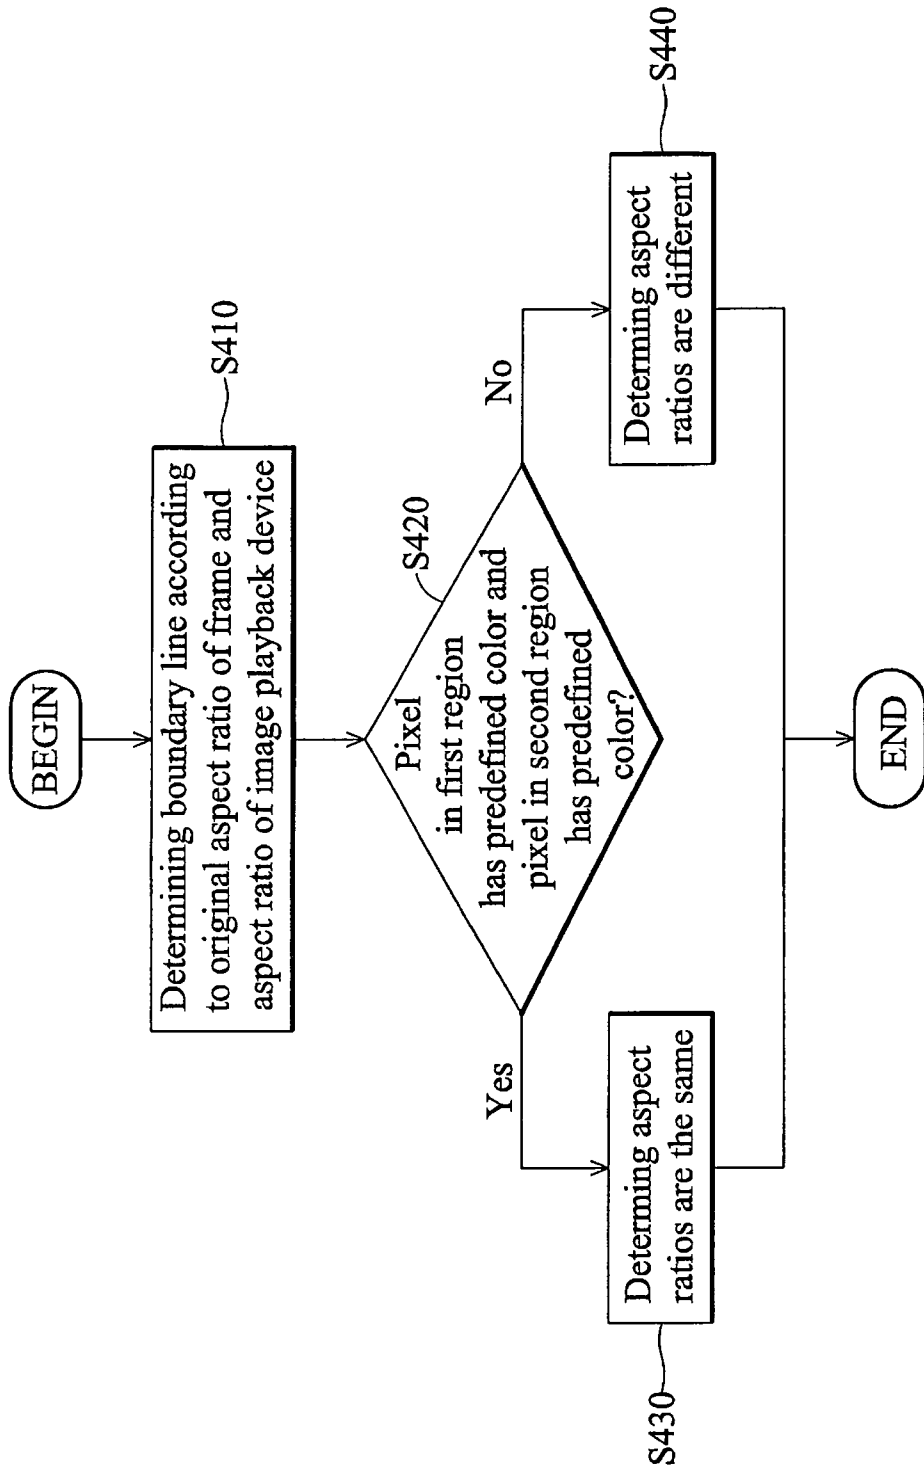 BEGIN
Determining boundary line according
to original aspect ratio of frame and
aspect ratio of image playback device
S410
Pixel
in first region
has predefined color and
pixel in second region
has predefined
color?
S420
Yes
No
Determing aspect
ratios are the same
S430
Determing aspect
ratios are different
S440
END